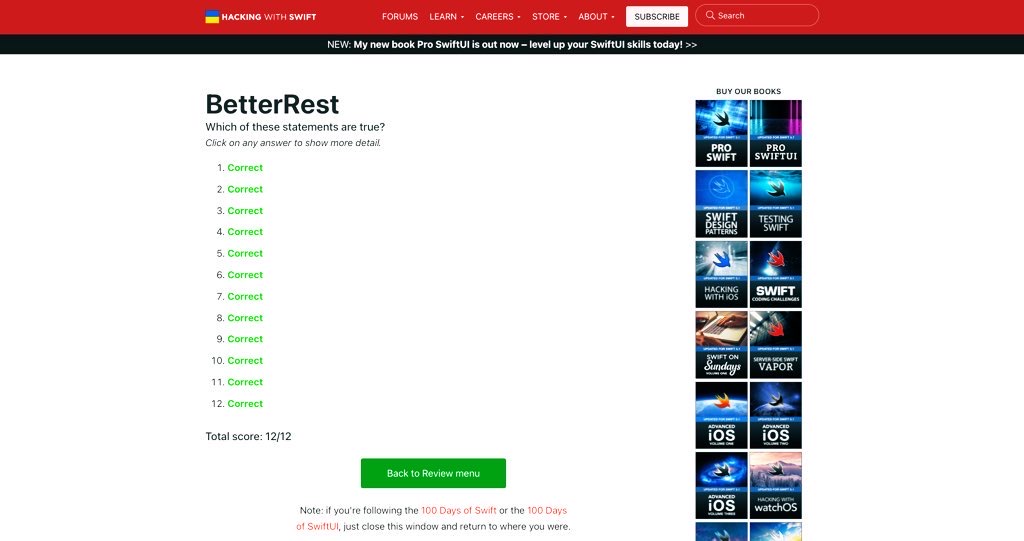 HACKING WITH SWIFT
FORUMS LEARN CAREERS STORE ABOUT SUBSCRIBE Search
NEW: My new book Pro SwiftUI is out now – level up your SwiftUI skills today! >>
BetterRest
Which of these statements are true?
Click on any answer to show more detail.
1. Correct
2. Correct
3. Correct
4. Correct
5. Correct
6. Correct
7. Correct
8. Correct
9. Correct
10. Correct
11. Correct
12. Correct
Total score: 12/12
Back to Review menu
Note: if you're following the 100 Days of Swift or the 100 Days
of SwiftUI, just close this window and return to where you were.
BUY OUR BOOKS
PRO
SWIFT
PRO
SWIFTUI
SWIFT
DESIGN
PATTERNS
TESTING
SWIFT
HACKING
WITH iOS
SWIFT
CODING CHALLENGES
SWIFT ON
Sundays
VOLUME ONE
SERVER-SIDE SWIFT
VAPOR
ADVANCED
iOS
VOLUME ONE
ADVANCED
iOS
VOLUME TWO
ADVANCED
iOS
VOLUME THREE
HACKING WITH
watchOS